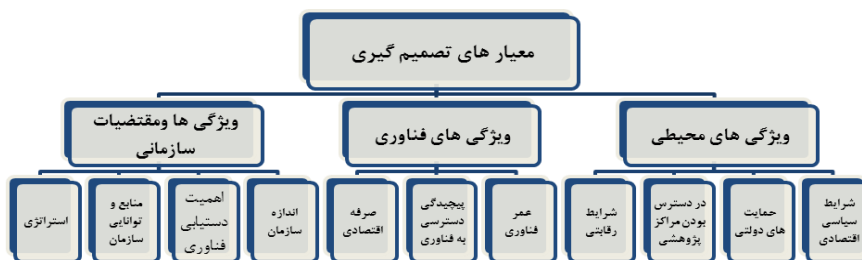 معیار های تصمیم گیری
ویژگی های محیطی
ویژگی های فناوری
ویژگی ها ومقتضیات
سازمانی
شرایط
سیاسی
اقتصادی
حمایت
های دولتی
در دسترس
بودن مراکز
پژوهشی
شرایط
رقابتی
عمر
فناوری
پیچیدگی
دسترسی
به فناوری
صرفه
اقتصادی
اندازه
سازمان
اهمیت
دستیابی
فناوری
منابع و
توانایی
سازمان
استراتژی